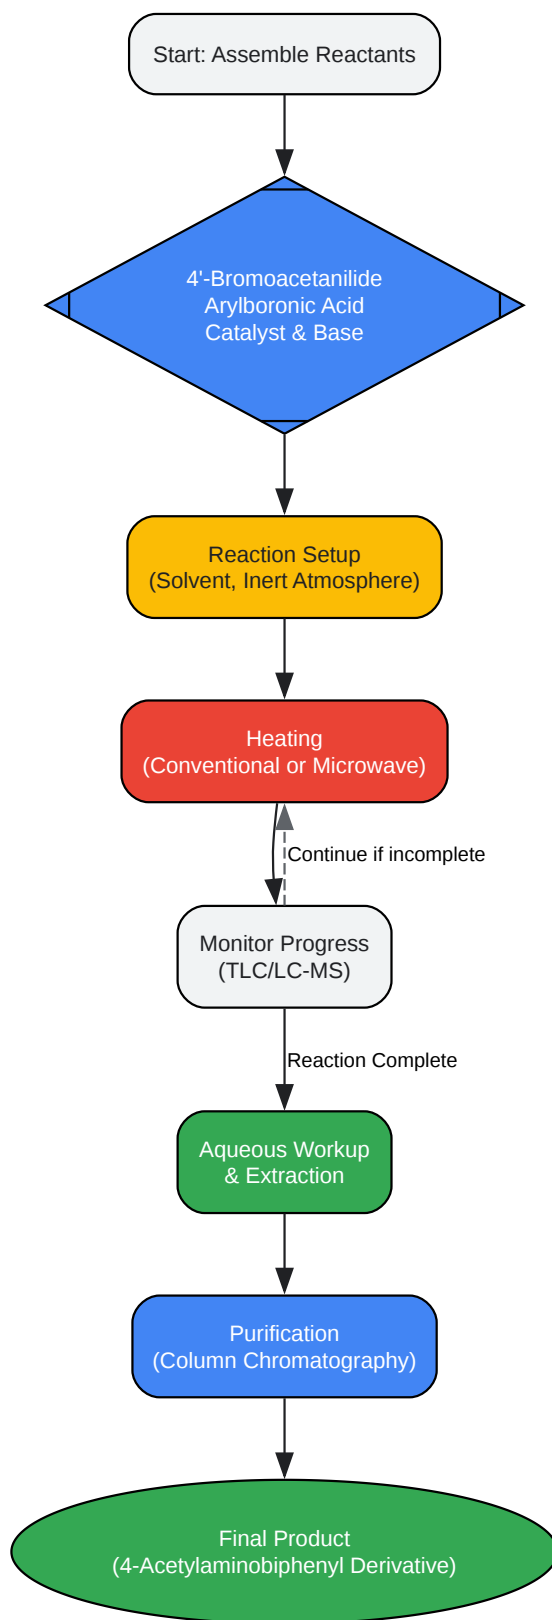 Start: Assemble Reactants
4'-Bromoacetanilide
Arylboronic Acid
Catalyst & Base
Reaction Setup
(Solvent, Inert Atmosphere)
Heating
(Conventional or Microwave)
Continue if incomplete
Monitor Progress
(TLC/LC-MS)
Reaction Complete
Aqueous Workup
& Extraction
Purification
(Column Chromatography)
Final Product
(4-Acetylaminobiphenyl Derivative)